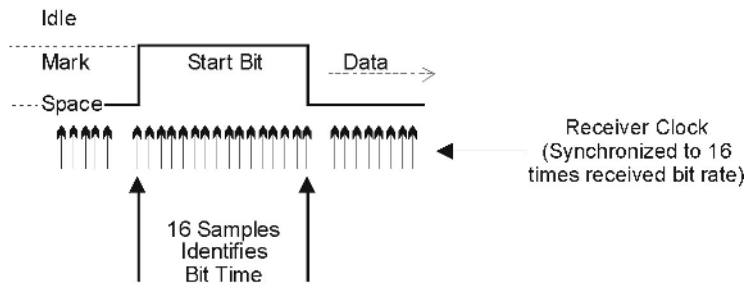 Idle
Mark
Start Bit
Data
Space
Receiver Clock
(Synchronized to 16
times received bit rate)
16 Samples
Identifies
Bit Time